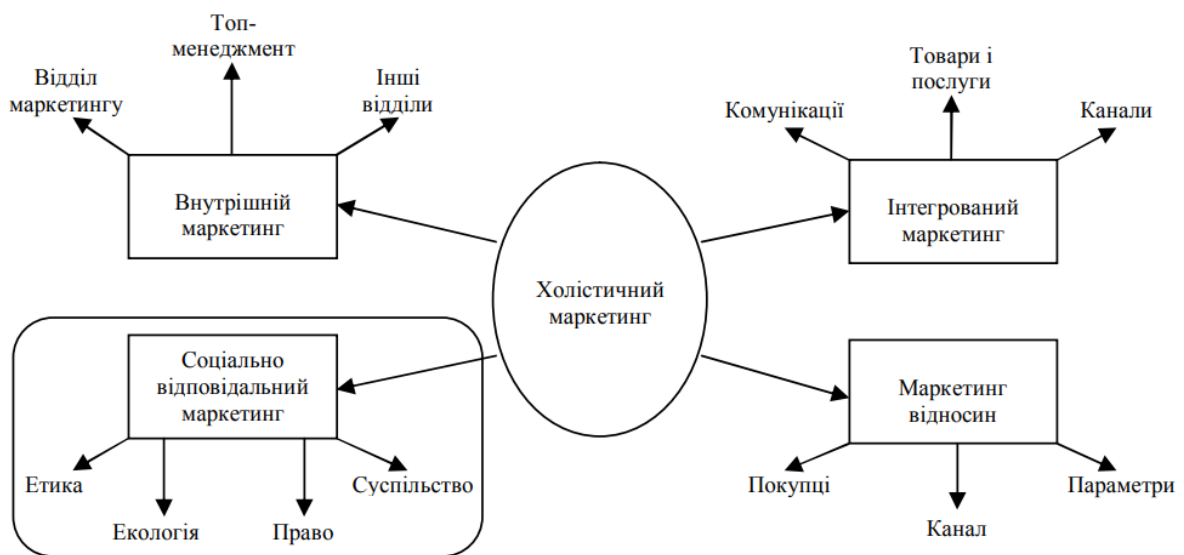 Топ-
менеджмент
Відділ
маркетингу
Інші
відділи
Внутрішній
маркетинг
Товари і
послуги
Комунікації
Канали
Інтегрований
маркетинг
Холістичний
маркетинг
Соціально
відповідальний
маркетинг
Етика
Екологія
Право
Суспільство
Маркетинг
відносин
Покупці
Канал
Параметри